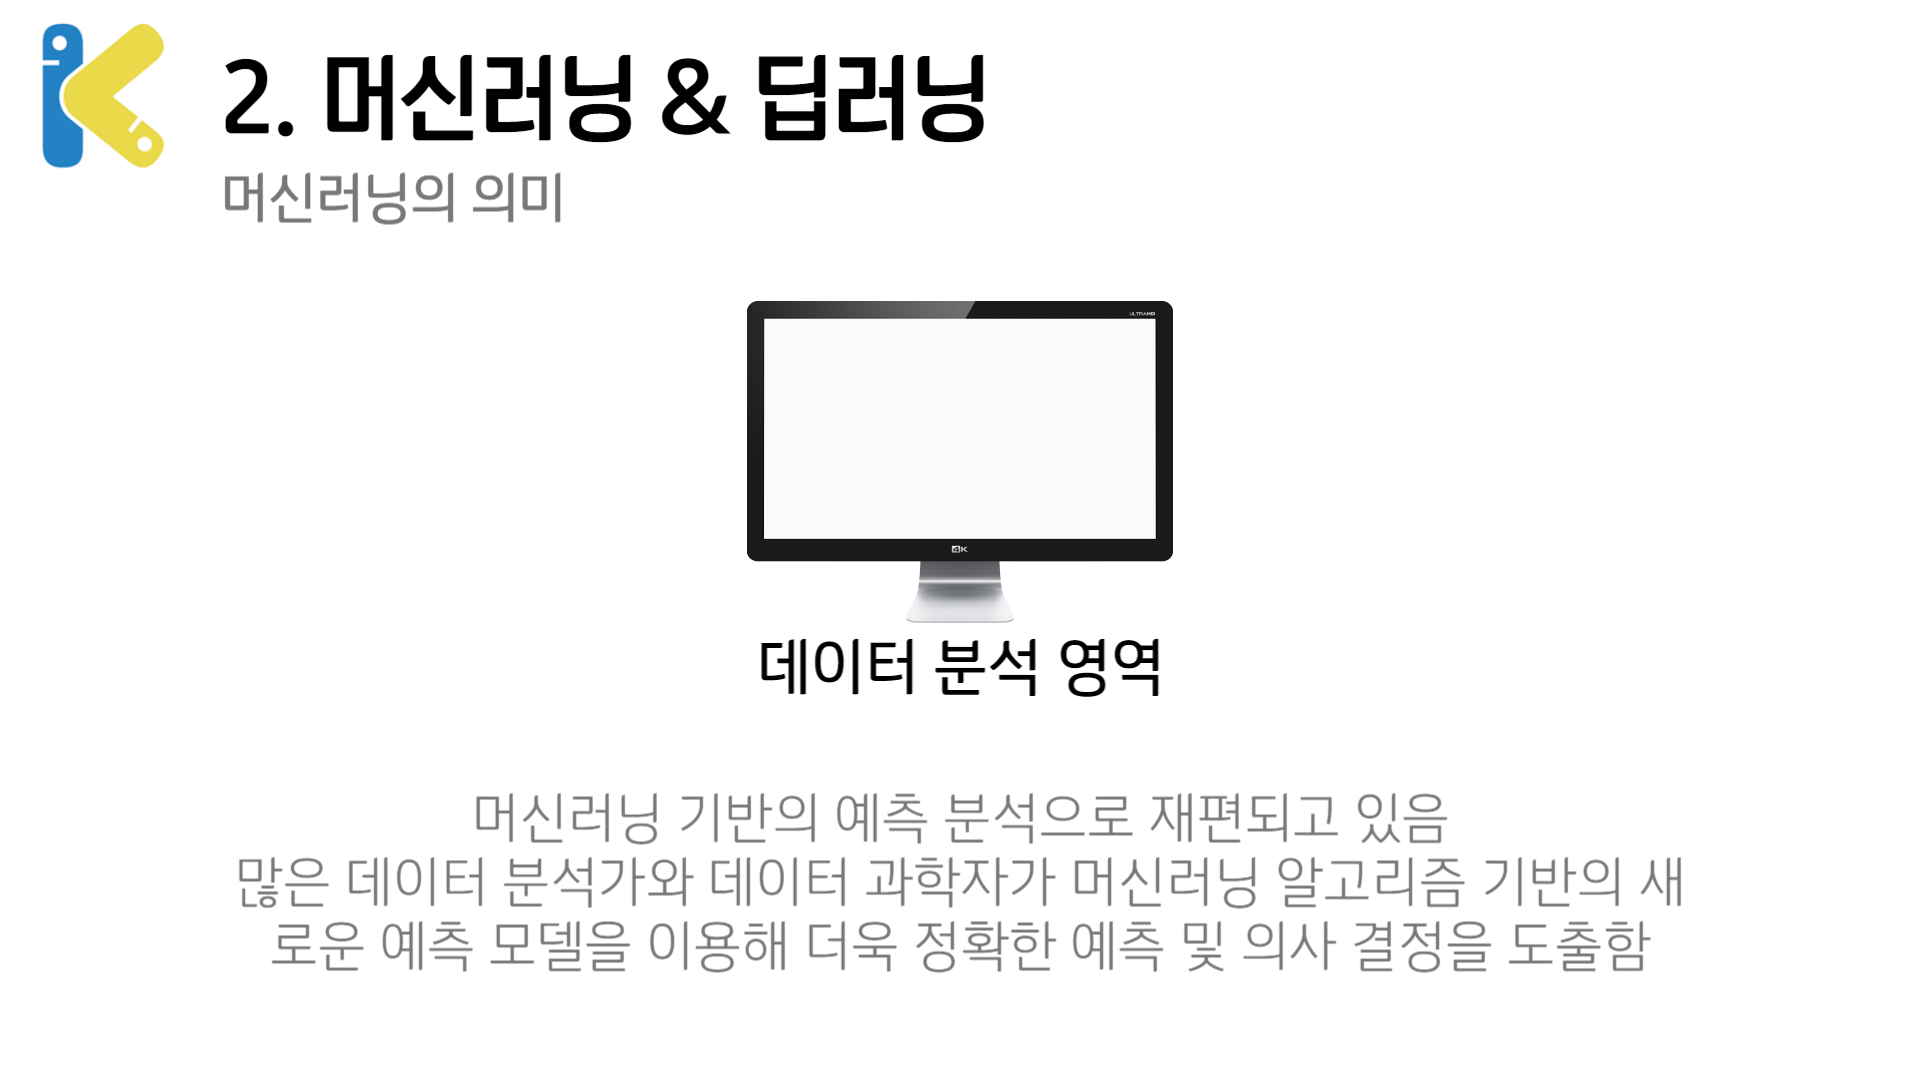 2. 머신러닝 & 딥러닝
머신러닝의 의미
ULTRAHD
4K
데이터 분석 영역
머신러닝 기반의 예측 분석으로 재편되고 있음
많은 데이터 분석가와 데이터 과학자가 머신러닝 알고리즘 기반의 새
로운 예측 모델을 이용해 더욱 정확한 예측 및 의사 결정을 도출함